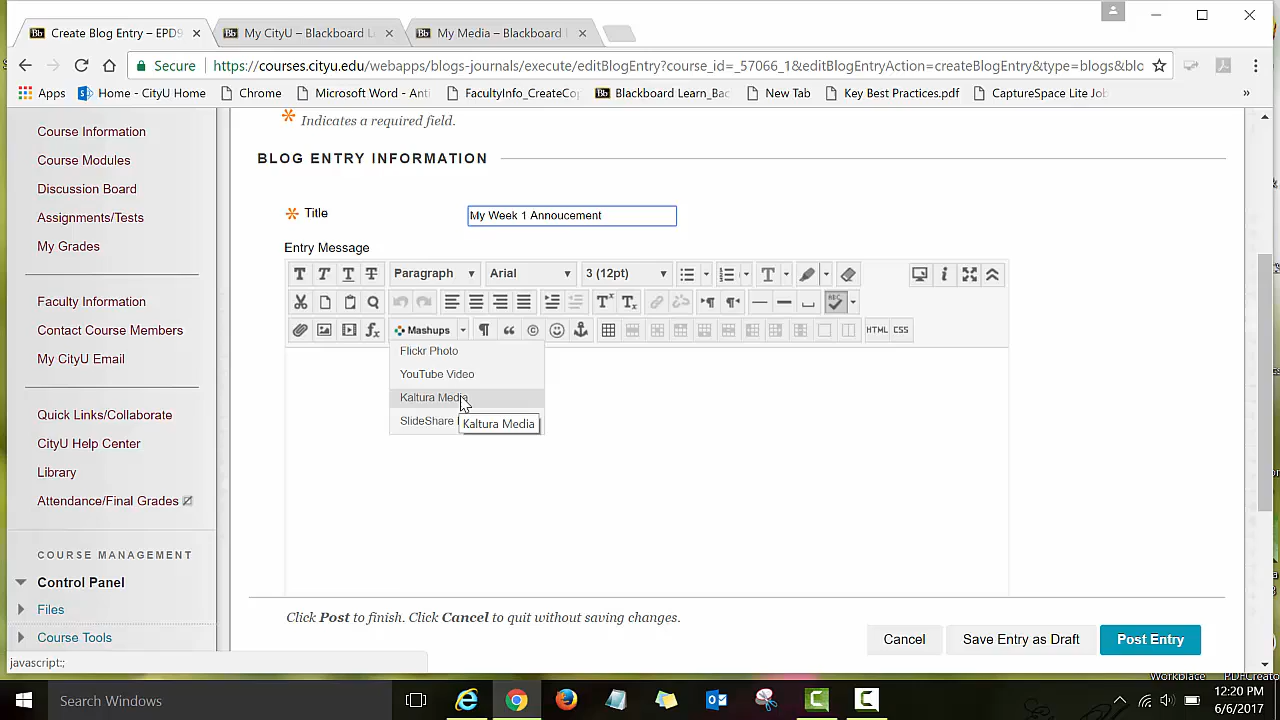 Create Blog Entry – EPD9
My CityU – Blackboard L
My Media – Blackboard
Secure
https://courses.cityu.edu/webapps/blogs-journals/execute/editBlogEntry?course_id=_57066_1&editBlogEntryAction=createBlogEntry&type=blogs&blo
Apps
Home - CityU Home
Chrome
Microsoft Word - Anti
FacultyInfo_CreateCo
Blackboard Learn_Bac
New Tab
Key Best Practices.pdf
CaptureSpace Lite Job
»
Course Information
Course Modules
Discussion Board
Assignments/Tests
My Grades
Faculty Information
Contact Course Members
My CityU Email
Quick Links/Collaborate
CityU Help Center
Library
Attendance/Final Grades
COURSE MANAGEMENT
Control Panel
Files
Course Tools
javascript:;
Indicates a required field.
BLOG ENTRY INFORMATION
Title
My Week 1 Annoucement
Entry Message
T T T T Paragraph Arial 3 (12pt)
Mashups
HTML CSS
Flickr Photo
YouTube Video
Kaltura Media
SlideShare
Kaltura Media
Click Post to finish. Click Cancel to quit without saving changes.
Cancel
Save Entry as Draft
Post Entry
Workplace
PDFCreato
Search Windows
12:20 PM
6/6/2017